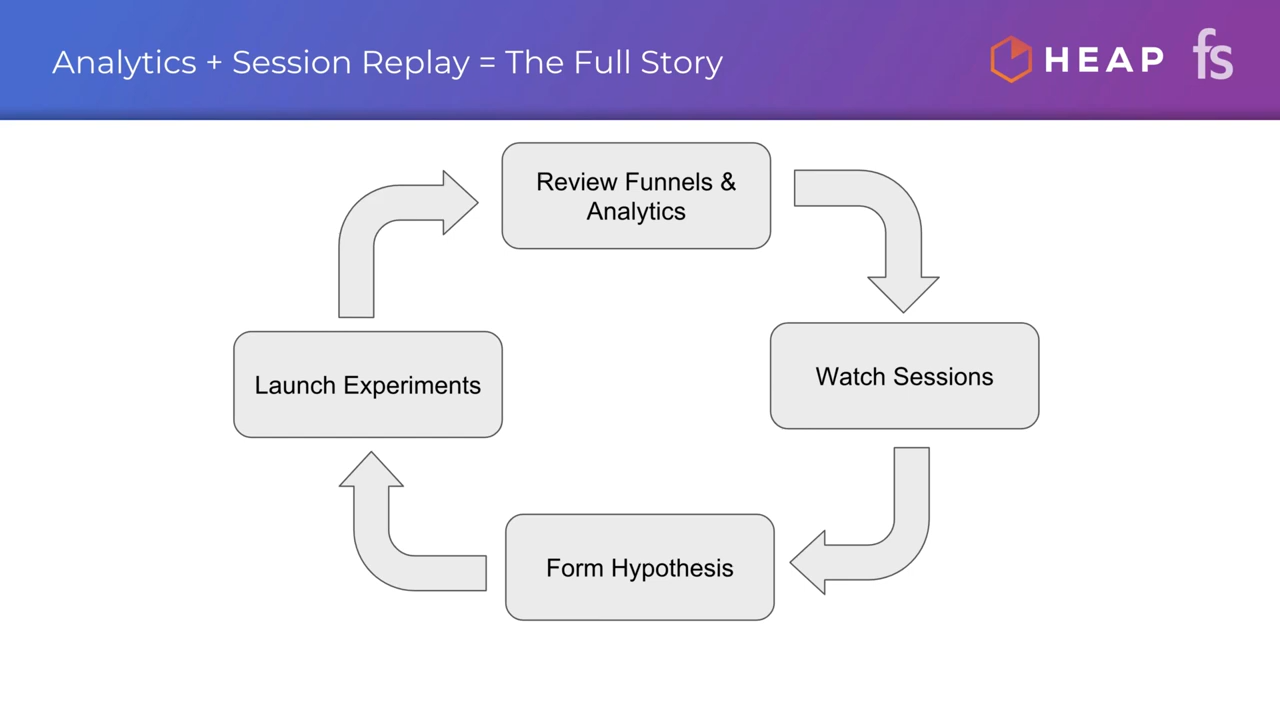 Analytics + Session Replay = The Full Story
HEAP
fs
Review Funnels &
Analytics
Watch Sessions
Launch Experiments
Form Hypothesis